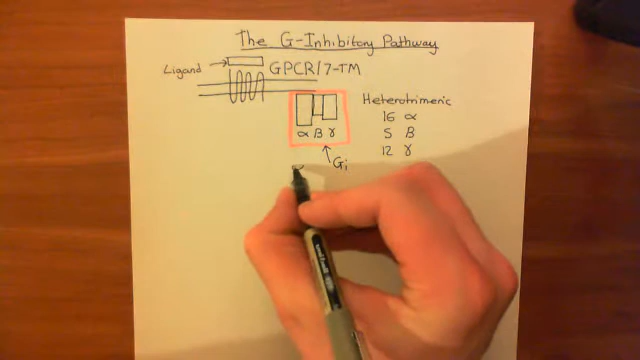 The G-Inhibitory Pathway
Ligand → GPCR/7-TM
Heterotrimeric
16 α
5 β
12 γ
α β γ
Gi